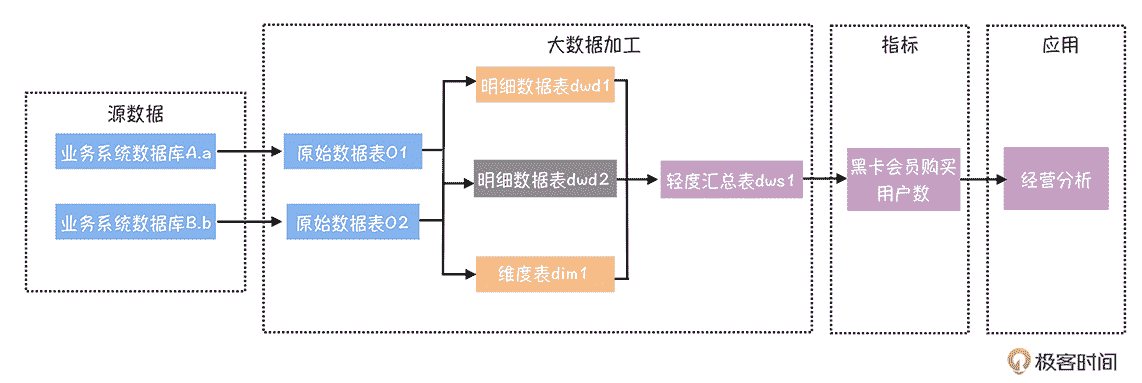 源数据
业务系统数据库A.a
业务系统数据库B.b
大数据加工
原始数据表O1
原始数据表O2
明细数据表dwd1
明细数据表dwd2
维度表dim1
轻度汇总表dws1
指标
黑卡会员购买
用户数
应用
经营分析
极客时间